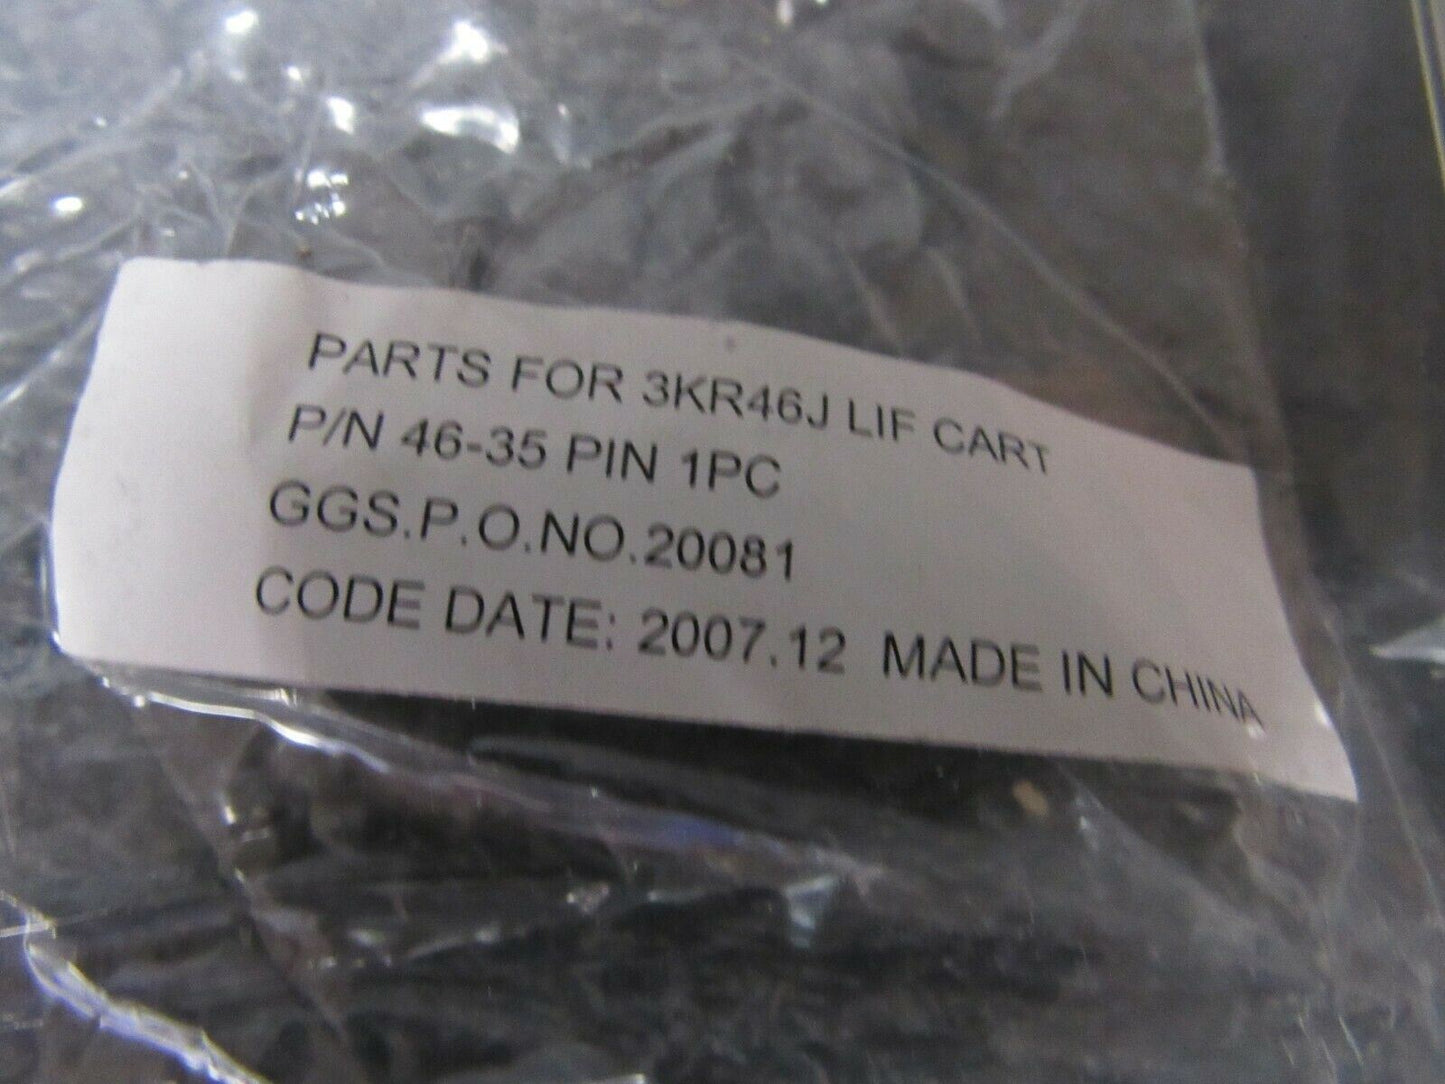 PARTS FOR 3KR46J LIF CART
P/N 46-35 PIN 1PC
GGS.P.O.NO.20081
CODE DATE: 2007.12 MADE IN CHINA